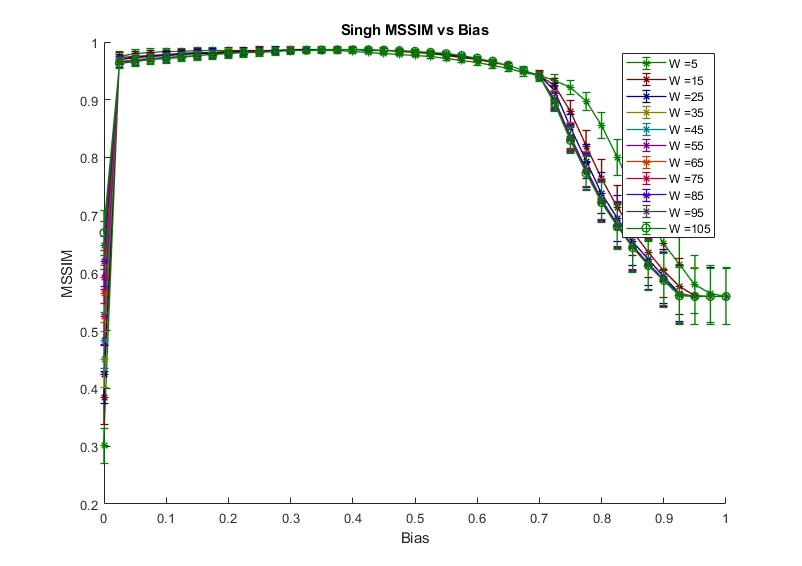 Singh MSSIM vs Bias
1
0.9
0.8
0.7
0.6
0.5
0.4
0.3
0.2
MSSIM
W =5
W =15
W =25
W =35
W =45
W =55
W =65
W =75
W =85
W =95
W =105
0 0.1 0.2 0.3 0.4 0.5 0.6 0.7 0.8 0.9 1
Bias